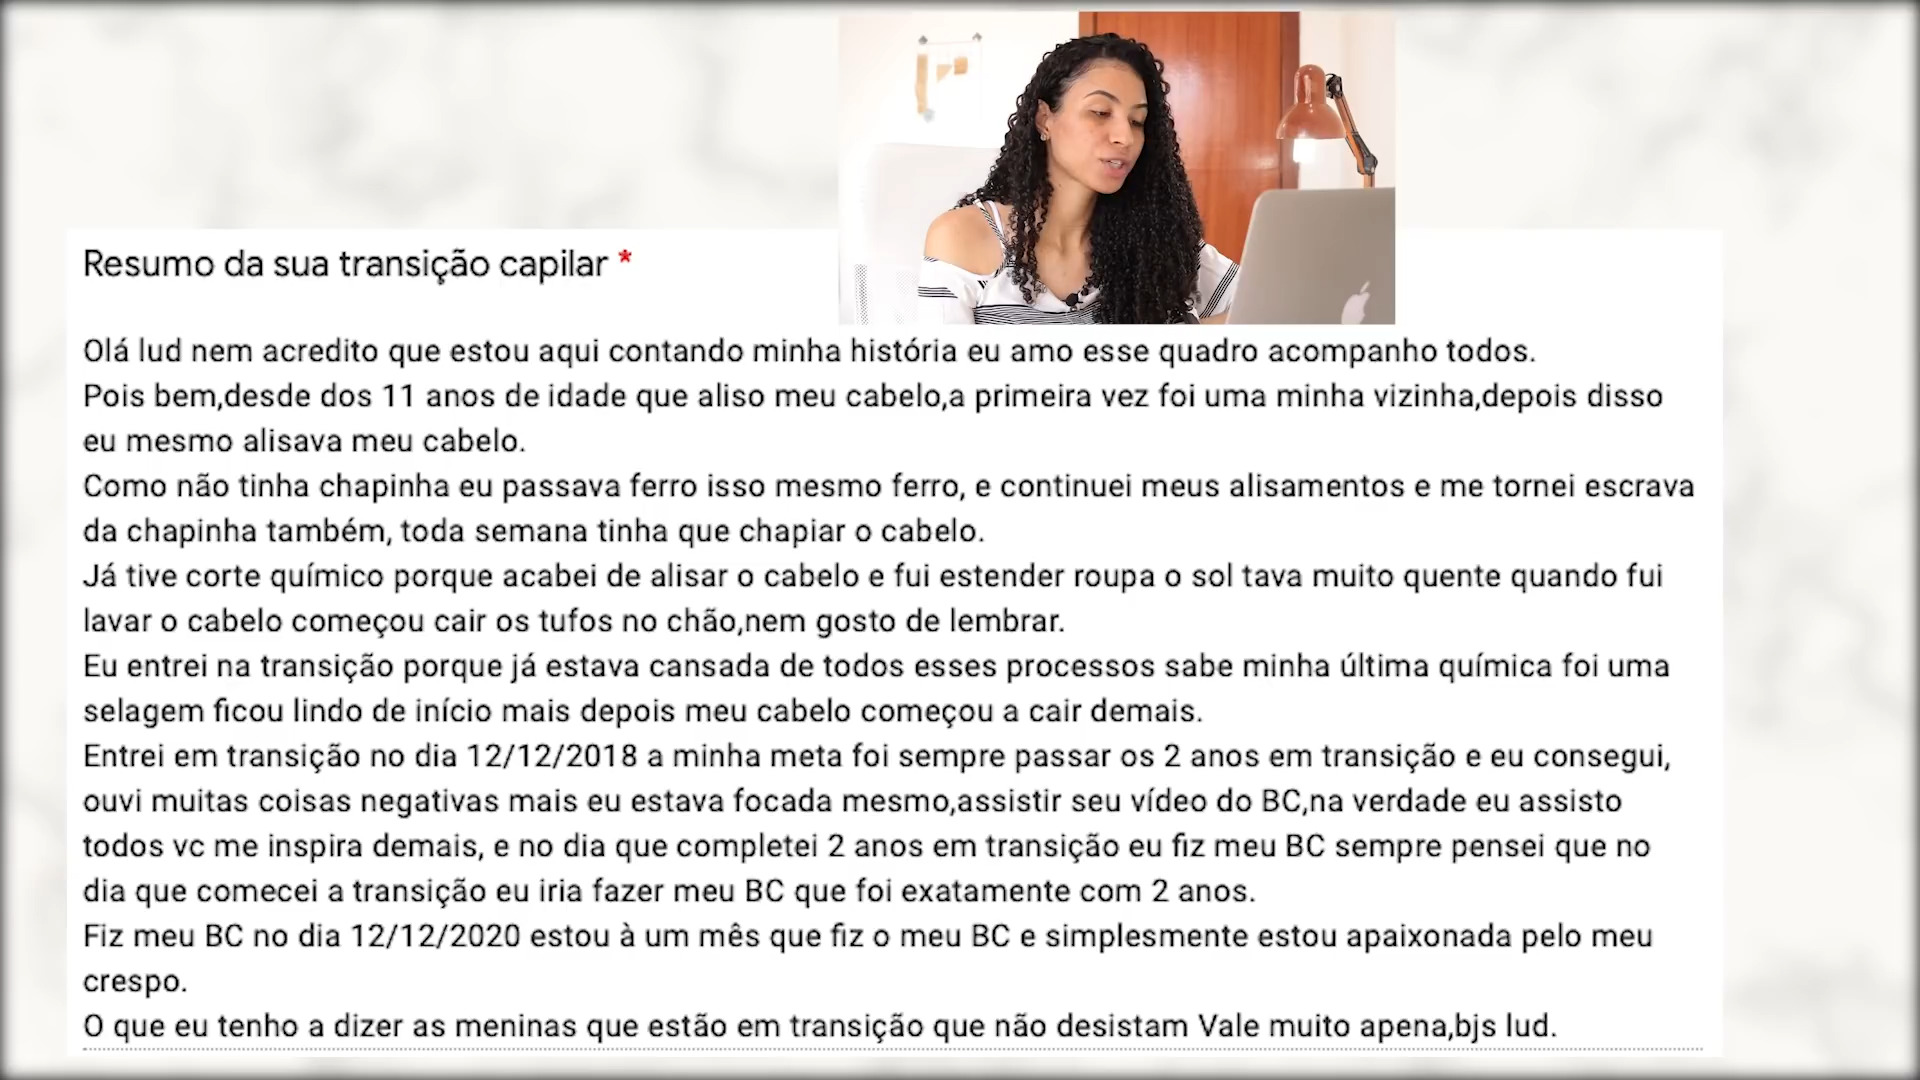 Resumo da sua transição capilar *
Olá lud nem acredito que estou aqui contando minha história eu amo esse quadro acompanho todos.
Pois bem,desde dos 11 anos de idade que aliso meu cabelo,a primeira vez foi uma minha vizinha,depois disso
eu mesmo alisava meu cabelo.
Como não tinha chapinha eu passava ferro isso mesmo ferro, e continuei meus alisamentos e me tornei escrava
da chapinha também, toda semana tinha que chapiar o cabelo.
Já tive corte químico porque acabei de alisar o cabelo e fui estender roupa o sol tava muito quente quando fui
lavar o cabelo começou cair os tufos no chão,nem gosto de lembrar.
Eu entrei na transição porque já estava cansada de todos esses processos sabe minha última química foi uma
selagem ficou lindo de início mais depois meu cabelo começou a cair demais.
Entrei em transição no dia 12/12/2018 a minha meta foi sempre passar os 2 anos em transição e eu consegui,
ouvi muitas coisas negativas mais eu estava focada mesmo,assistir seu vídeo do BC,na verdade eu assisto
todos vc me inspira demais, e no dia que completei 2 anos em transição eu fiz meu BC sempre pensei que no
dia que comecei a transição eu iria fazer meu BC que foi exatamente com 2 anos.
Fiz meu BC no dia 12/12/2020 estou à um mês que fiz o meu BC e simplesmente estou apaixonada pelo meu
crespo.
O que eu tenho a dizer as meninas que estão em transição que não desistam Vale muito apena,bjs lud.